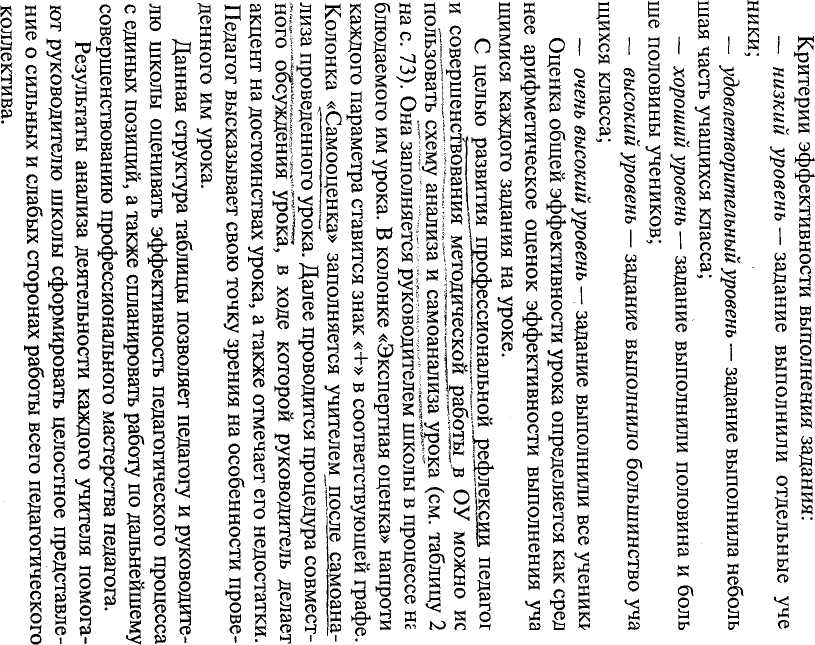 Критерии эффективности выполнения задания:
— низкий уровень — задание выполнили отдельные уче
ники;
— удовлетворительный уровень — задание выполнила неболь
шая часть учащихся класса;
— хороший уровень — задание выполнили половина и боль
ше половины учеников;
— высокий уровень — задание выполнило большинство уча
щихся класса;
— очень высокий уровень — задание выполнили все ученики
Оценка общей эффективности урока определяется как сред
нее арифметическое оценок эффективности выполнения уча
щимися каждого задания на уроке.
С целью развития профессиональной рефлексии педагог
и совершенствования методической работы в ОУ можно ис
пользовать схему анализа и самоанализа урока (см. таблицу 2
на с. 73). Она заполняется руководителем школы в процессе на
блюдаемого им урока. В колонке «Экспертная оценка» напроти
каждого параметра ставится знак «+» в соответствующей графе.
Колонка «Самооценка» заполняется учителем после самоана-
лиза проведенного урока. Далее проводится процедура совмест-
ного обсуждения урока, в ходе которой руководитель делает
акцент на достоинствах урока, а также отмечает его недостатки.
Педагог высказывает свою точку зрения на особенности прове-
денного им урока.
Данная структура таблицы позволяет педагогу и руководите-
лю школы оценивать эффективность педагогического процесса
с единых позиций, а также спланировать работу по дальнейшему
совершенствованию профессионального мастерства педагога.
Результаты анализа деятельности каждого учителя помога-
ют руководителю школы сформировать целостное представле-
ние о сильных и слабых сторонах работы всего педагогического
коллектива.